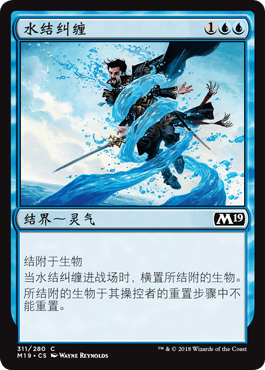 水结纠缠 1
结界～灵气 M19
结附于生物
当水结纠缠进战场时，横置所结附的生物。
所结附的生物于其操控者的重置步骤中不
能重置。
311/280 C
M19 • CS WAYNE REYNOLDS ™ & © 2018 Wizards of the Coast